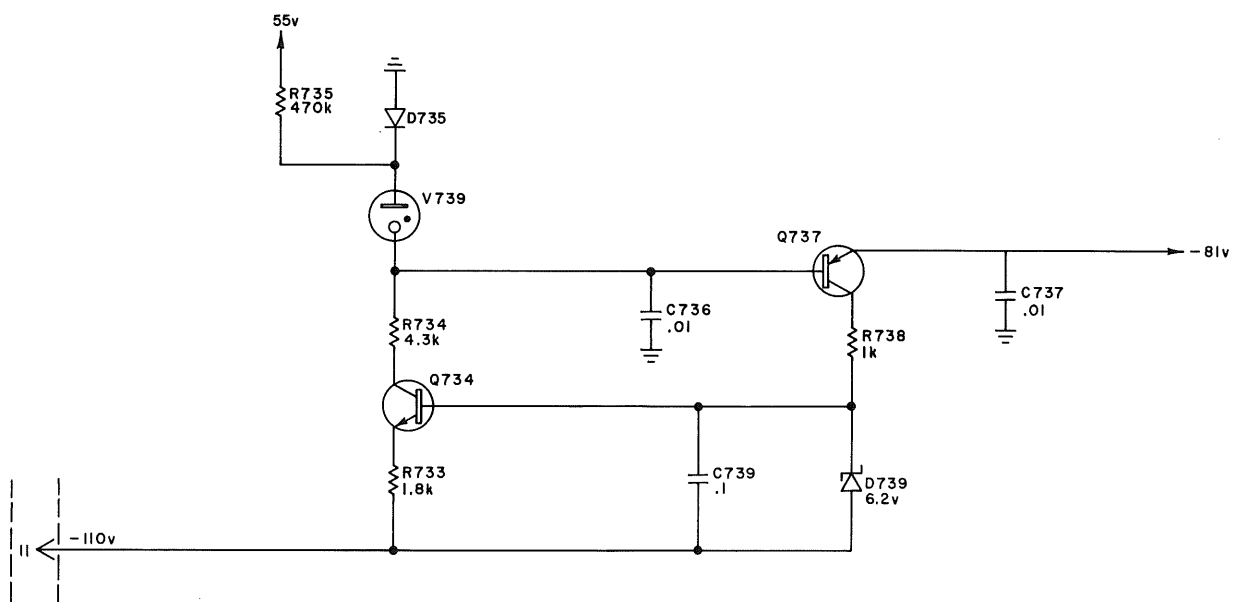 55v
R735
470k
D735
V739
Q737
-81v
C736
.01
C737
.01
R734
4.3k
R738
1k
Q734
R733
1.8k
C739
.1
D739
6.2v
11
-110v